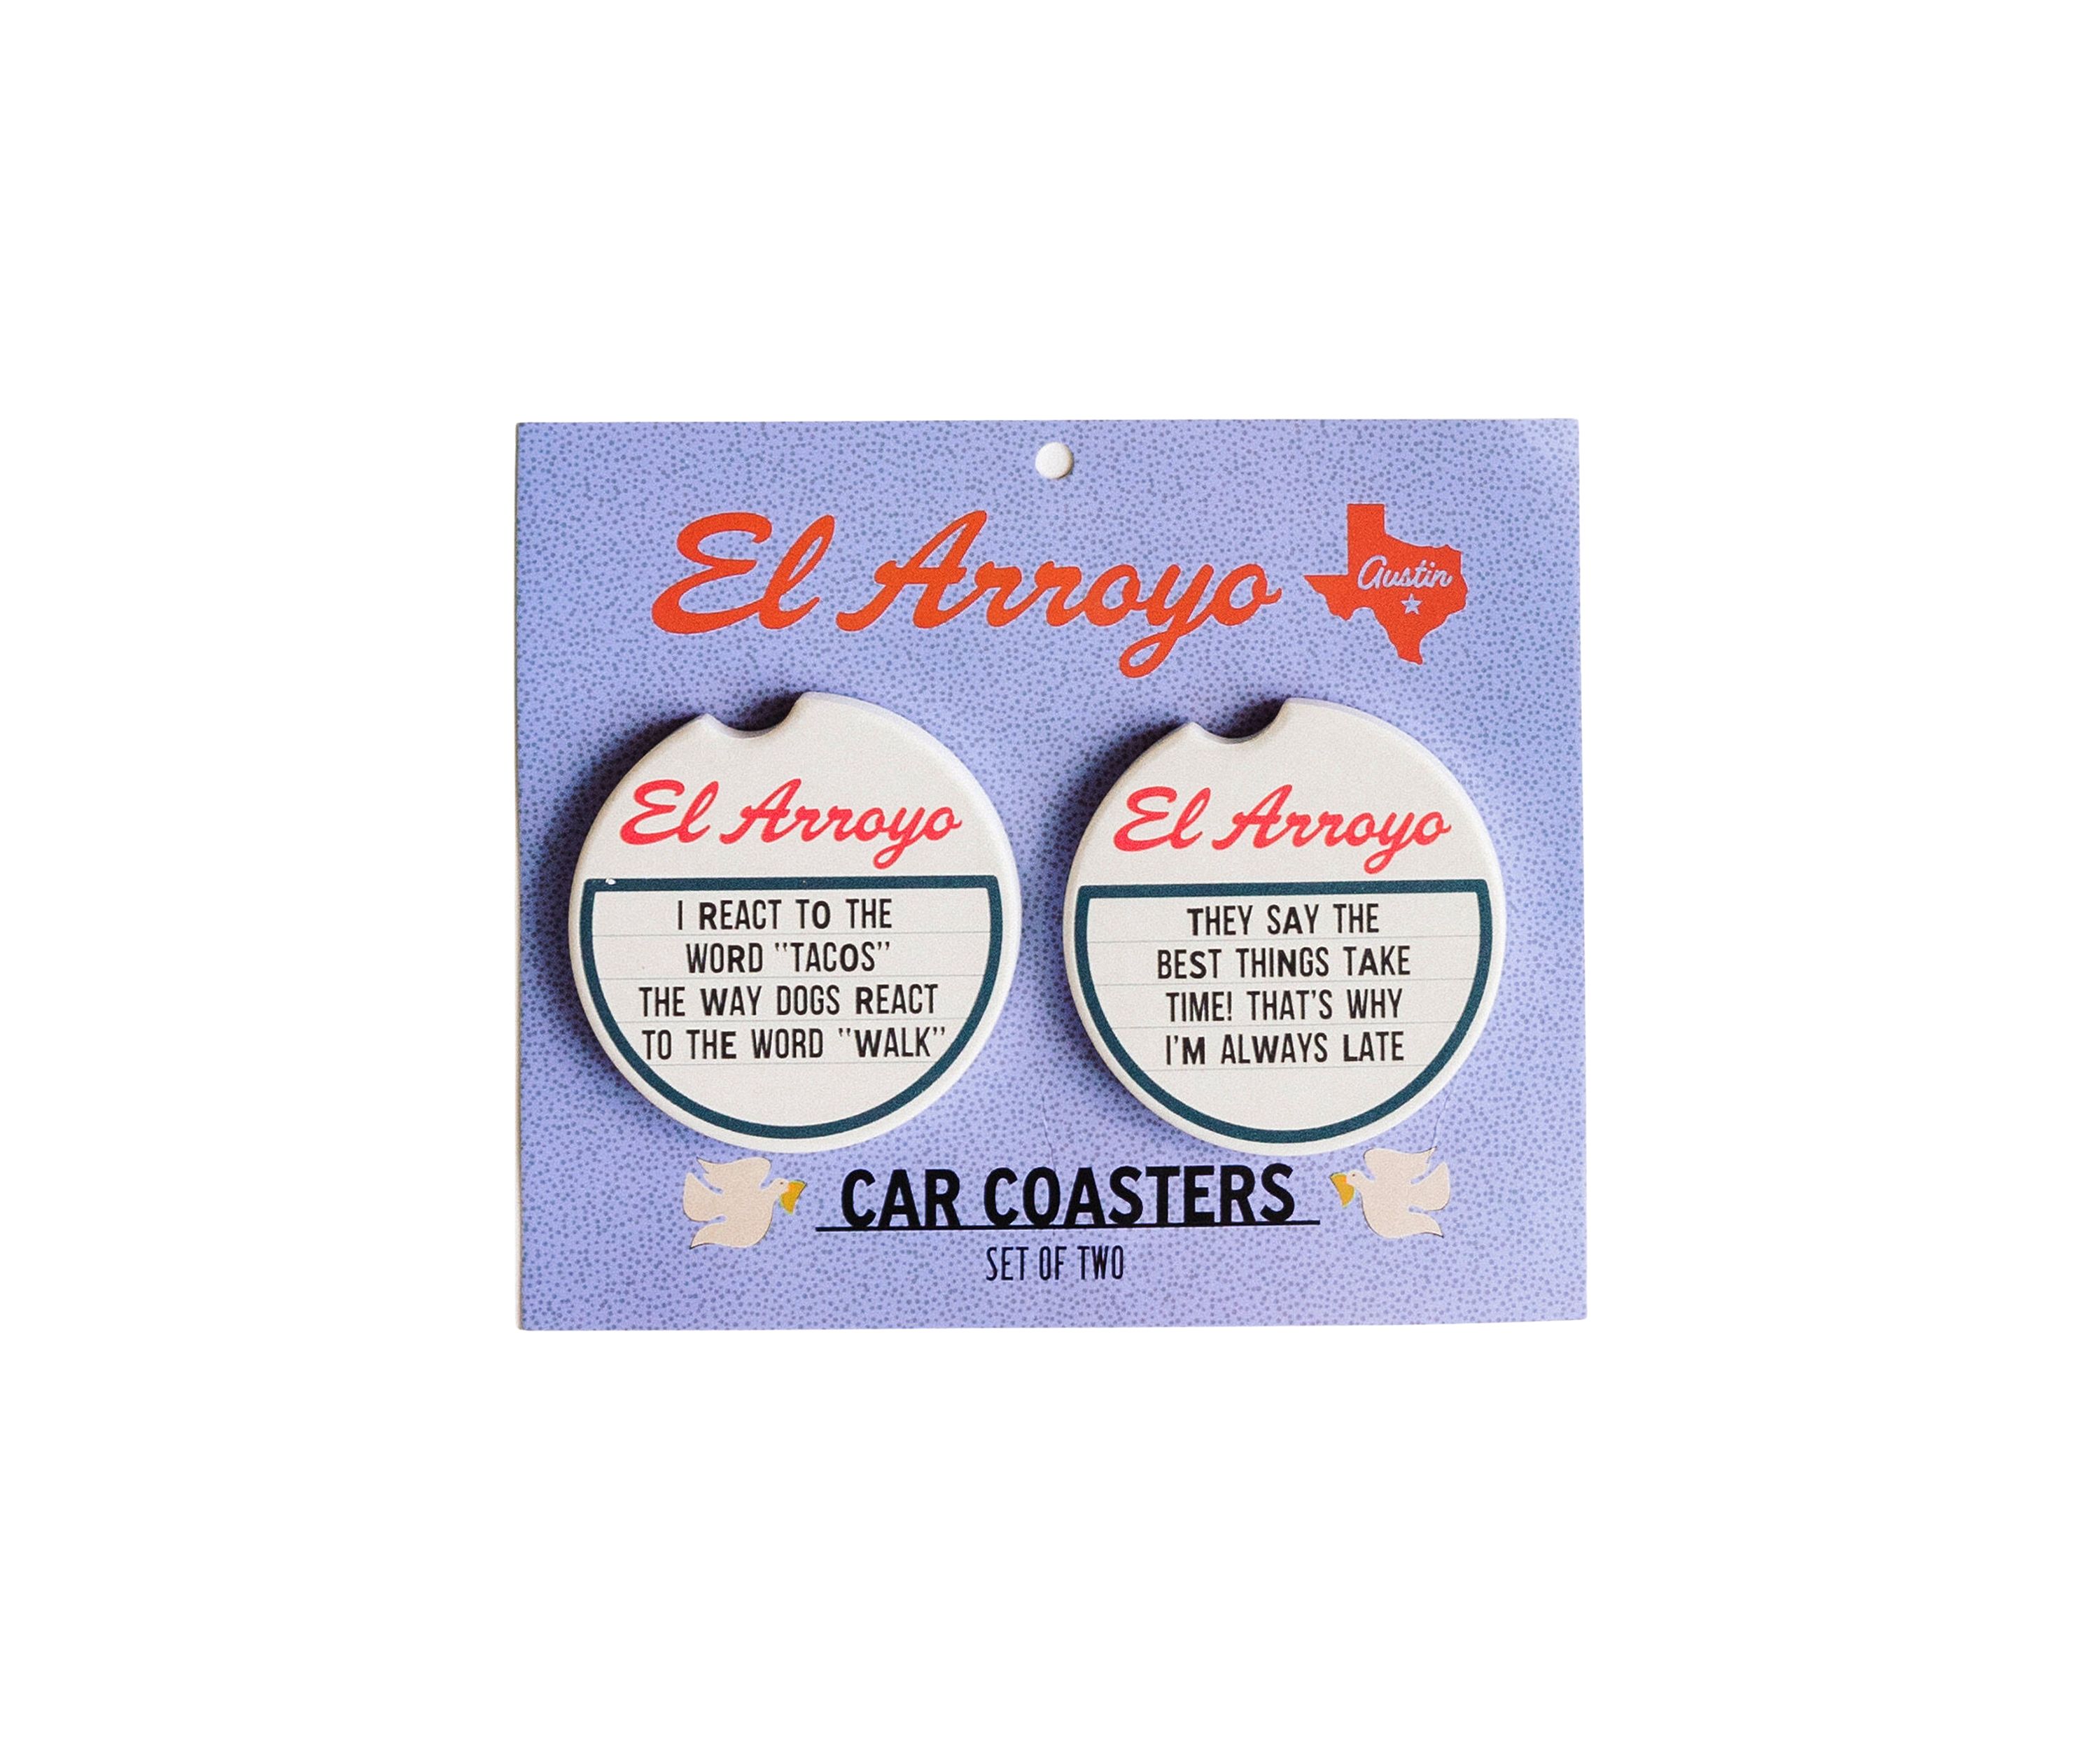 El Arroyo
Austin
El Arroyo
I REACT TO THE
WORD "TACOS"
THE WAY DOGS REACT
TO THE WORD "WALK"
El Arroyo
THEY SAY THE
BEST THINGS TAKE
TIME! THAT'S WHY
I'M ALWAYS LATE
CAR COASTERS
SET OF TWO